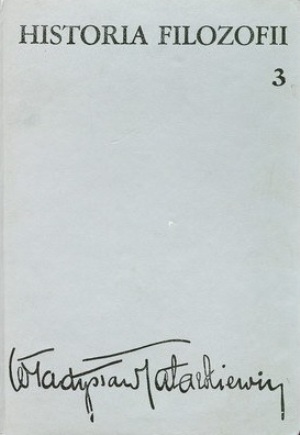 HISTORIA FILOZOFII
3
Władysław Tatarkiewicz